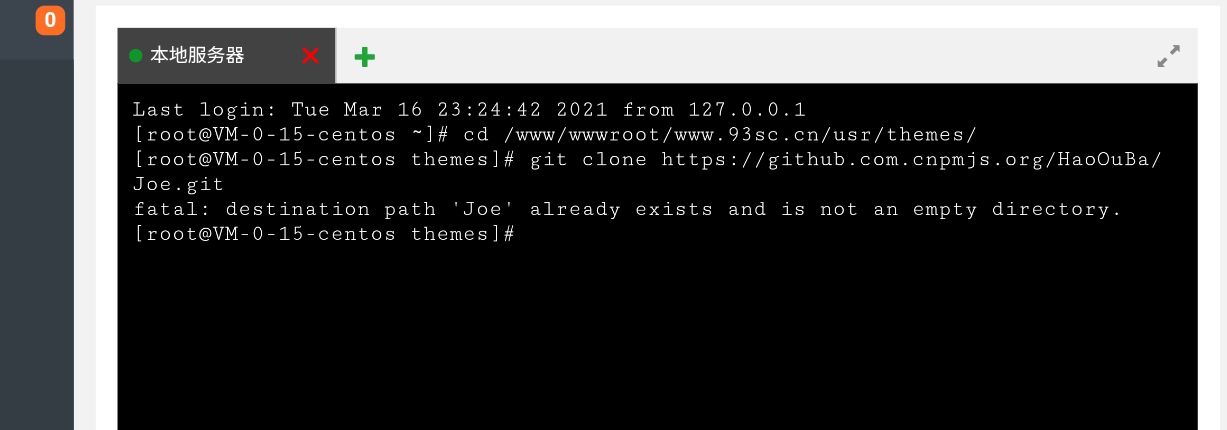 0
本地服务器
Last login: Tue Mar 16 23:24:42 2021 from 127.0.0.1
[root@VM-0-15-centos ~]# cd /www/wwwroot/www.93sc.cn/usr/themes/
[root@VM-0-15-centos themes]# git clone https://github.com.cnpmjs.org/HaoOuBa/
Joe.git
fatal: destination path 'Joe' already exists and is not an empty directory.
[root@VM-0-15-centos themes]#